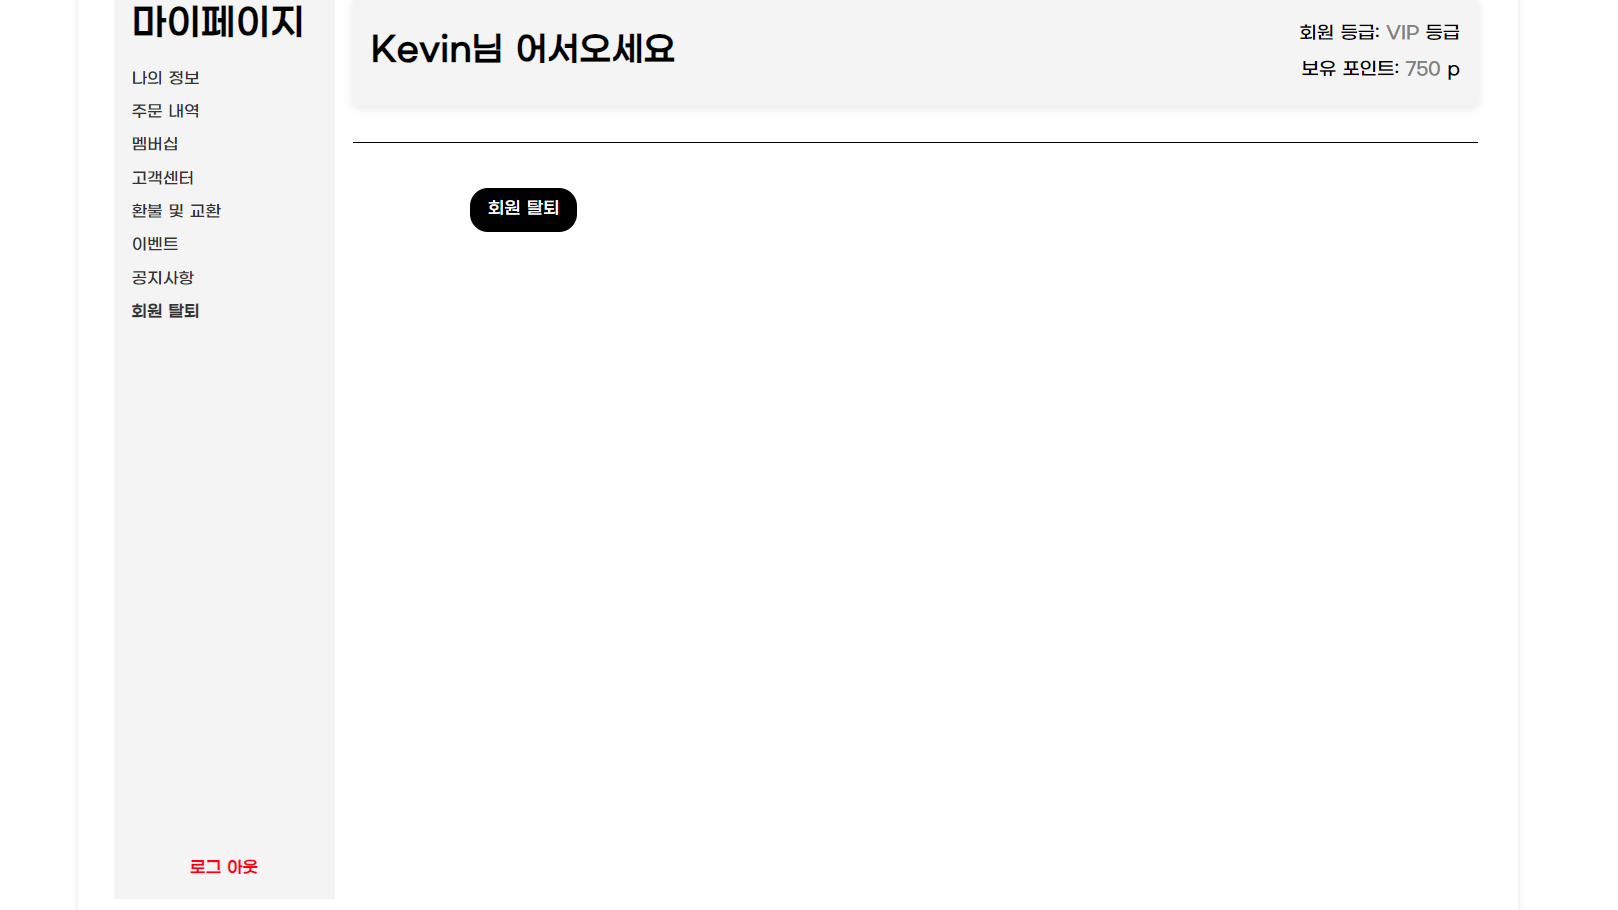 마이페이지
나의 정보
주문 내역
멤버십
고객센터
환불 및 교환
이벤트
공지사항
회원 탈퇴
로그 아웃
Kevin님 어서오세요
회원 등급: VIP 등급
보유 포인트: 750 p
회원 탈퇴